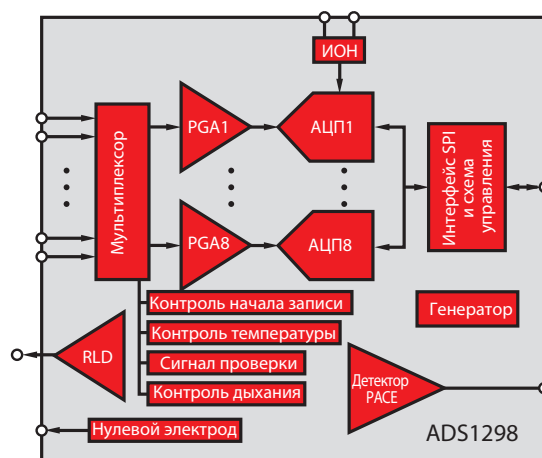 ИОН
Мультиплексор
PGA1
АЦП1
PGA8
АЦП8
Интерфейс SPI
и схема
управления
Контроль начала записи
Контроль температуры
Сигнал проверки
Контроль дыхания
Генератор
RLD
Детектор
PACE
Нулевой электрод
ADS1298